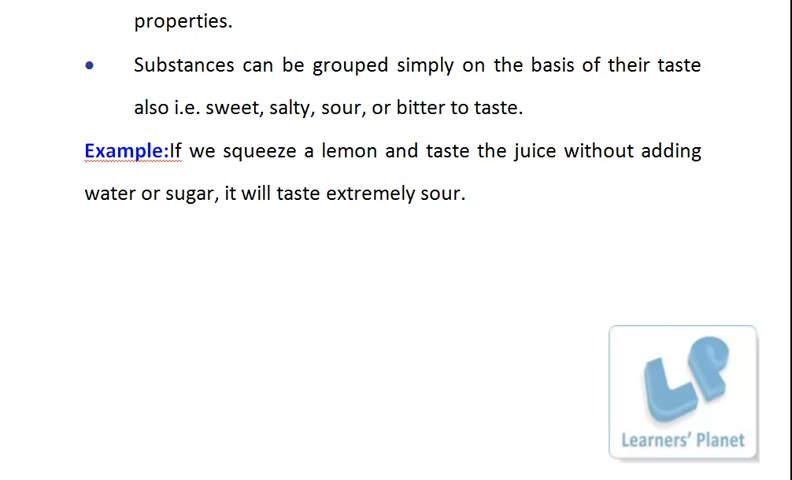 properties.
• Substances can be grouped simply on the basis of their taste
also i.e. sweet, salty, sour, or bitter to taste.
Example:If we squeeze a lemon and taste the juice without adding
water or sugar, it will taste extremely sour.
LP
Learners' Planet